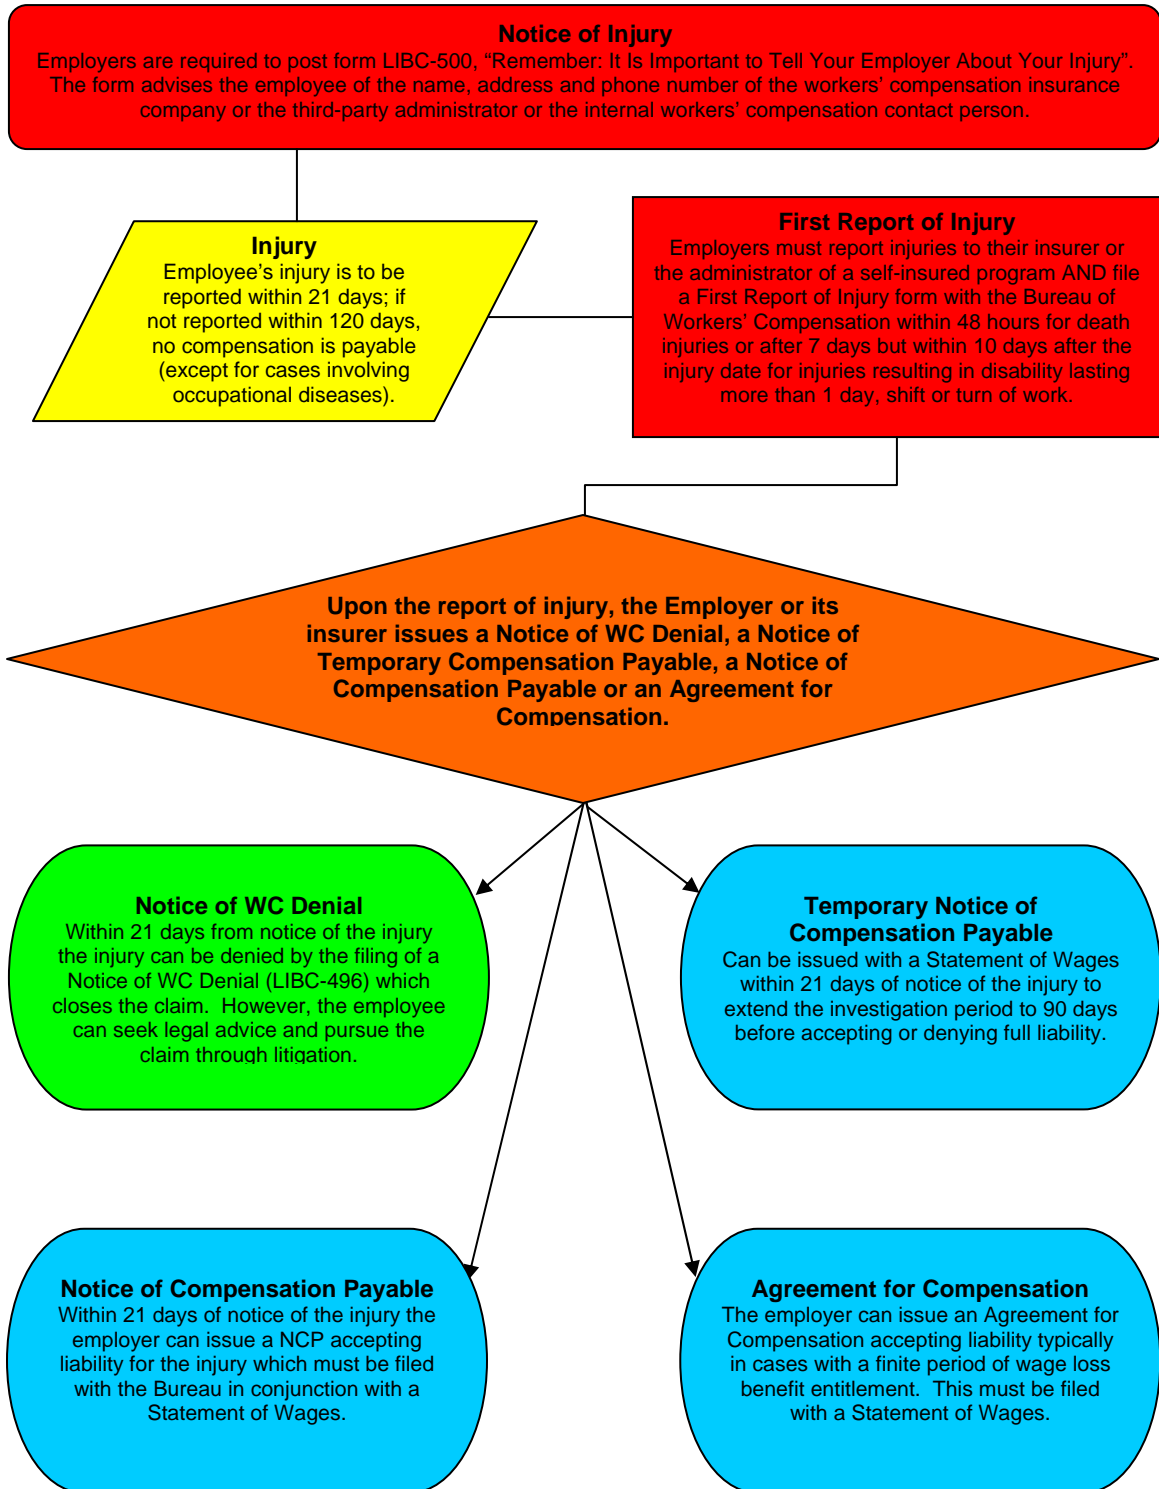 Notice of Injury
Employers are required to post form LIBC-500, “Remember: It Is Important to Tell Your Employer About Your Injury”.
The form advises the employee of the name, address and phone number of the workers’ compensation insurance
company or the third-party administrator or the internal workers’ compensation contact person.
Injury
Employee’s injury is to be
reported within 21 days; if
not reported within 120 days,
no compensation is payable
(except for cases involving
occupational diseases).
First Report of Injury
Employers must report injuries to their insurer or
the administrator of a self-insured program AND file
a First Report of Injury form with the Bureau of
Workers’ Compensation within 48 hours for death
injuries or after 7 days but within 10 days after the
injury date for injuries resulting in disability lasting
more than 1 day, shift or turn of work.
Upon the report of injury, the Employer or its
insurer issues a Notice of WC Denial, a Notice of
Temporary Compensation Payable, a Notice of
Compensation Payable or an Agreement for
Compensation.
Notice of WC Denial
Within 21 days from notice of the injury
the injury can be denied by the filing of a
Notice of WC Denial (LIBC-496) which
closes the claim.  However, the employee
can seek legal advice and pursue the
claim through litigation.
Temporary Notice of
Compensation Payable
Can be issued with a Statement of Wages
within 21 days of notice of the injury to
extend the investigation period to 90 days
before accepting or denying full liability.
Notice of Compensation Payable
Within 21 days of notice of the injury the
employer can issue a NCP accepting
liability for the injury which must be filed
with the Bureau in conjunction with a
Statement of Wages.
Agreement for Compensation
The employer can issue an Agreement for
Compensation accepting liability typically
in cases with a finite period of wage loss
benefit entitlement.  This must be filed
with a Statement of Wages.